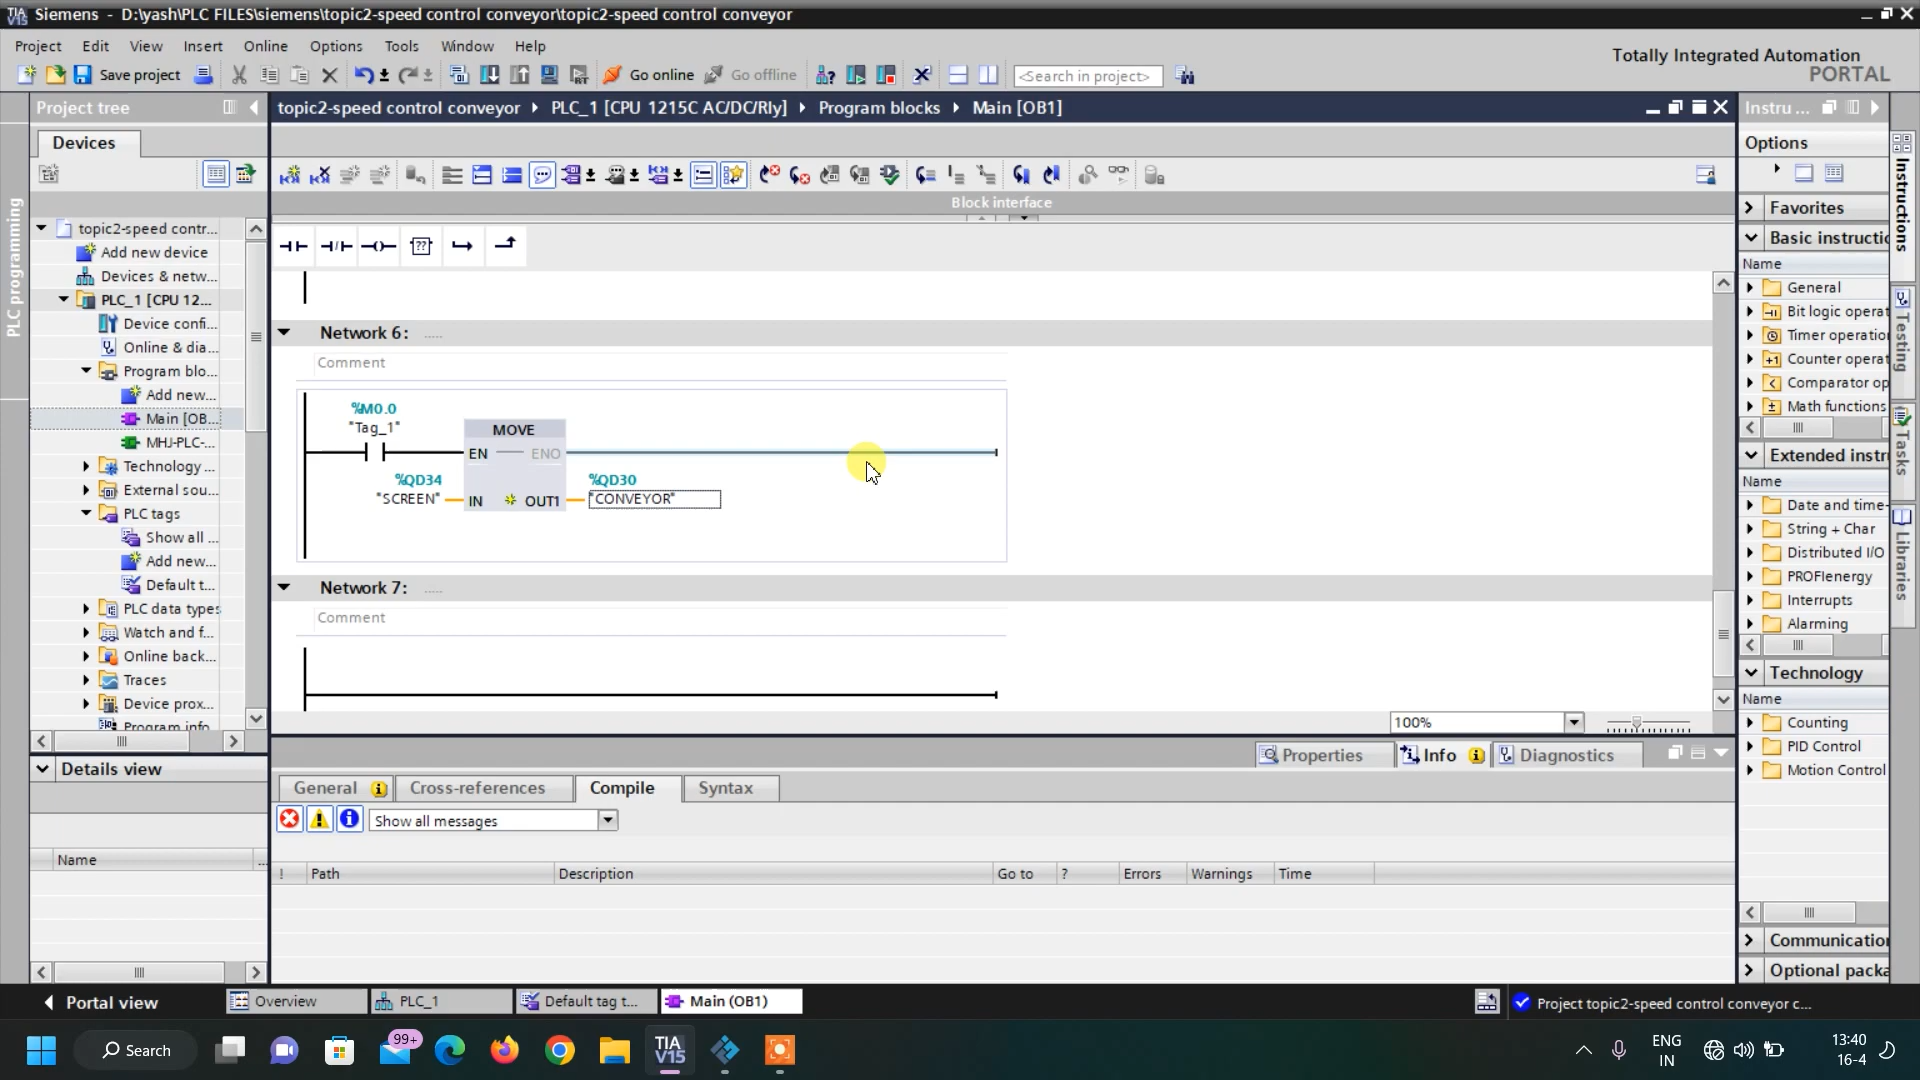 TIA V15 Siemens - D:\yash\PLC FILES\siemens\topic2-speed control conveyor\topic2-speed control conveyor
Project Edit View Insert Online Options Tools Window Help
Totally Integrated Automation
PORTAL
Save project Go online Go offline <Search in project>
Project tree
topic2-speed control conveyor PLC_1 [CPU 1215C AC/DC/Rly] Program blocks Main [OB1]
Instru ...
Devices
Options
Block interface
PLC programming
topic2-speed contr...
Add new device
Devices & netw...
PLC_1 [CPU 12...
Device confi...
Online & dia...
Program blo...
Add new...
Main [OB...
MHJ-PLC-...
Technology ...
External sou...
PLC tags
Show all ...
Add new...
Default t...
PLC data types
Watch and f...
Online back...
Traces
Device prox...
Program info
Details view
Name
...
??
Network 6: .....
Comment
%M0.0
"Tag_1"
MOVE
EN ENO
%QD34
"SCREEN"
IN OUT1
%QD30
"CONVEYOR"
Network 7: .....
Comment
100%
Properties Info Diagnostics
General Cross-references Compile Syntax
Show all messages
! Path Description Go to ? Errors Warnings Time
Favorites
Basic instructio
Name
General
Bit logic operat
Timer operatio
Counter operat
Comparator op
Math functions
Extended instr
Name
Date and time-
String + Char
Distributed I/O
PROFIenergy
Interrupts
Alarming
Technology
Name
Counting
PID Control
Motion Control
Communicatio
Optional packa
Instructions
Testing
Tasks
Libraries
Portal view Overview PLC_1 Default tag t... Main (OB1)
Project topic2-speed control conveyor c...
Search
99+
TIA
V15
ENG
IN
13:40
16-4